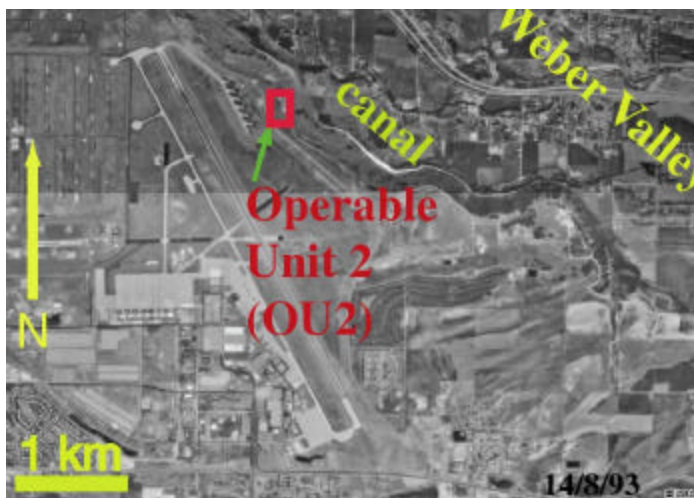 Weber Valley
canal
Operable
Unit 2
(OU2)
N
1 km
14/8/93